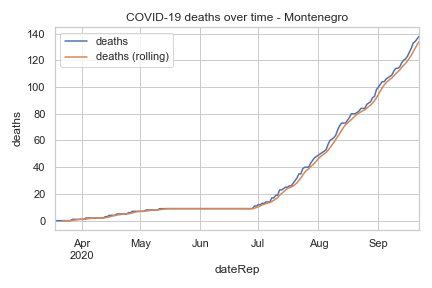 COVID-19 deaths over time - Montenegro
deaths
deaths (rolling)
140
120
100
80
60
40
20
0
deaths
Apr May Jun Jul Aug Sep
2020
dateRep